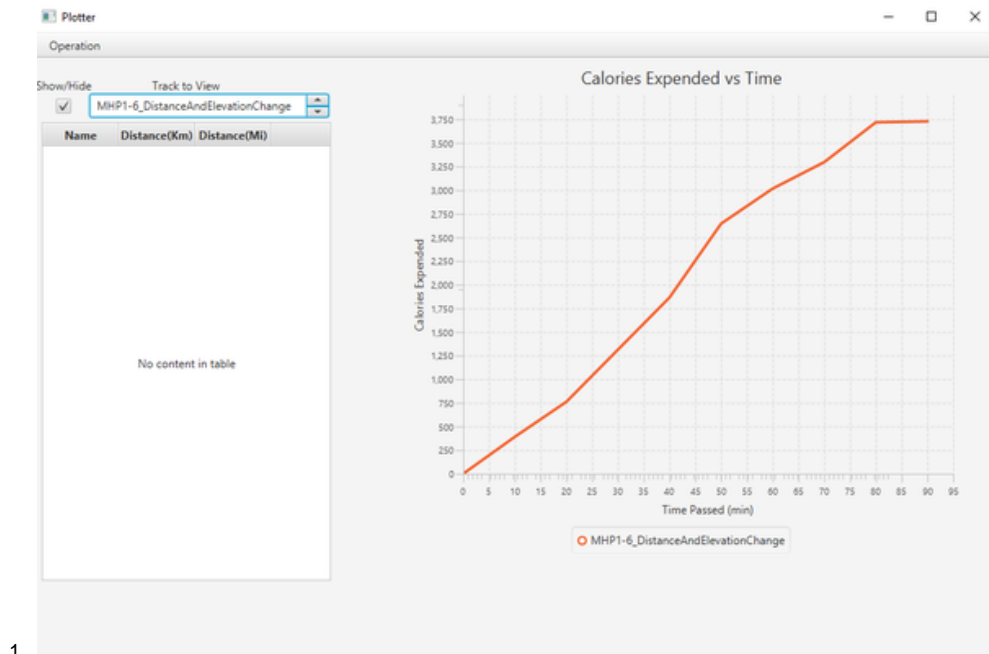 Plotter
Operation
Show/Hide
Track to View
MHP1-6_DistanceAndElevationChange
Name Distance(Km) Distance(Mi)
No content in table
Calories Expended vs Time
3,750
3,500
3,250
3,000
2,750
2,500
2,250
2,000
1,750
1,500
1,250
1,000
750
500
250
0
Calories Expended
0 5 10 15 20 25 30 35 40 45 50 55 60 65 70 75 80 85 90 95
Time Passed (min)
MHP1-6_DistanceAndElevationChange
1.